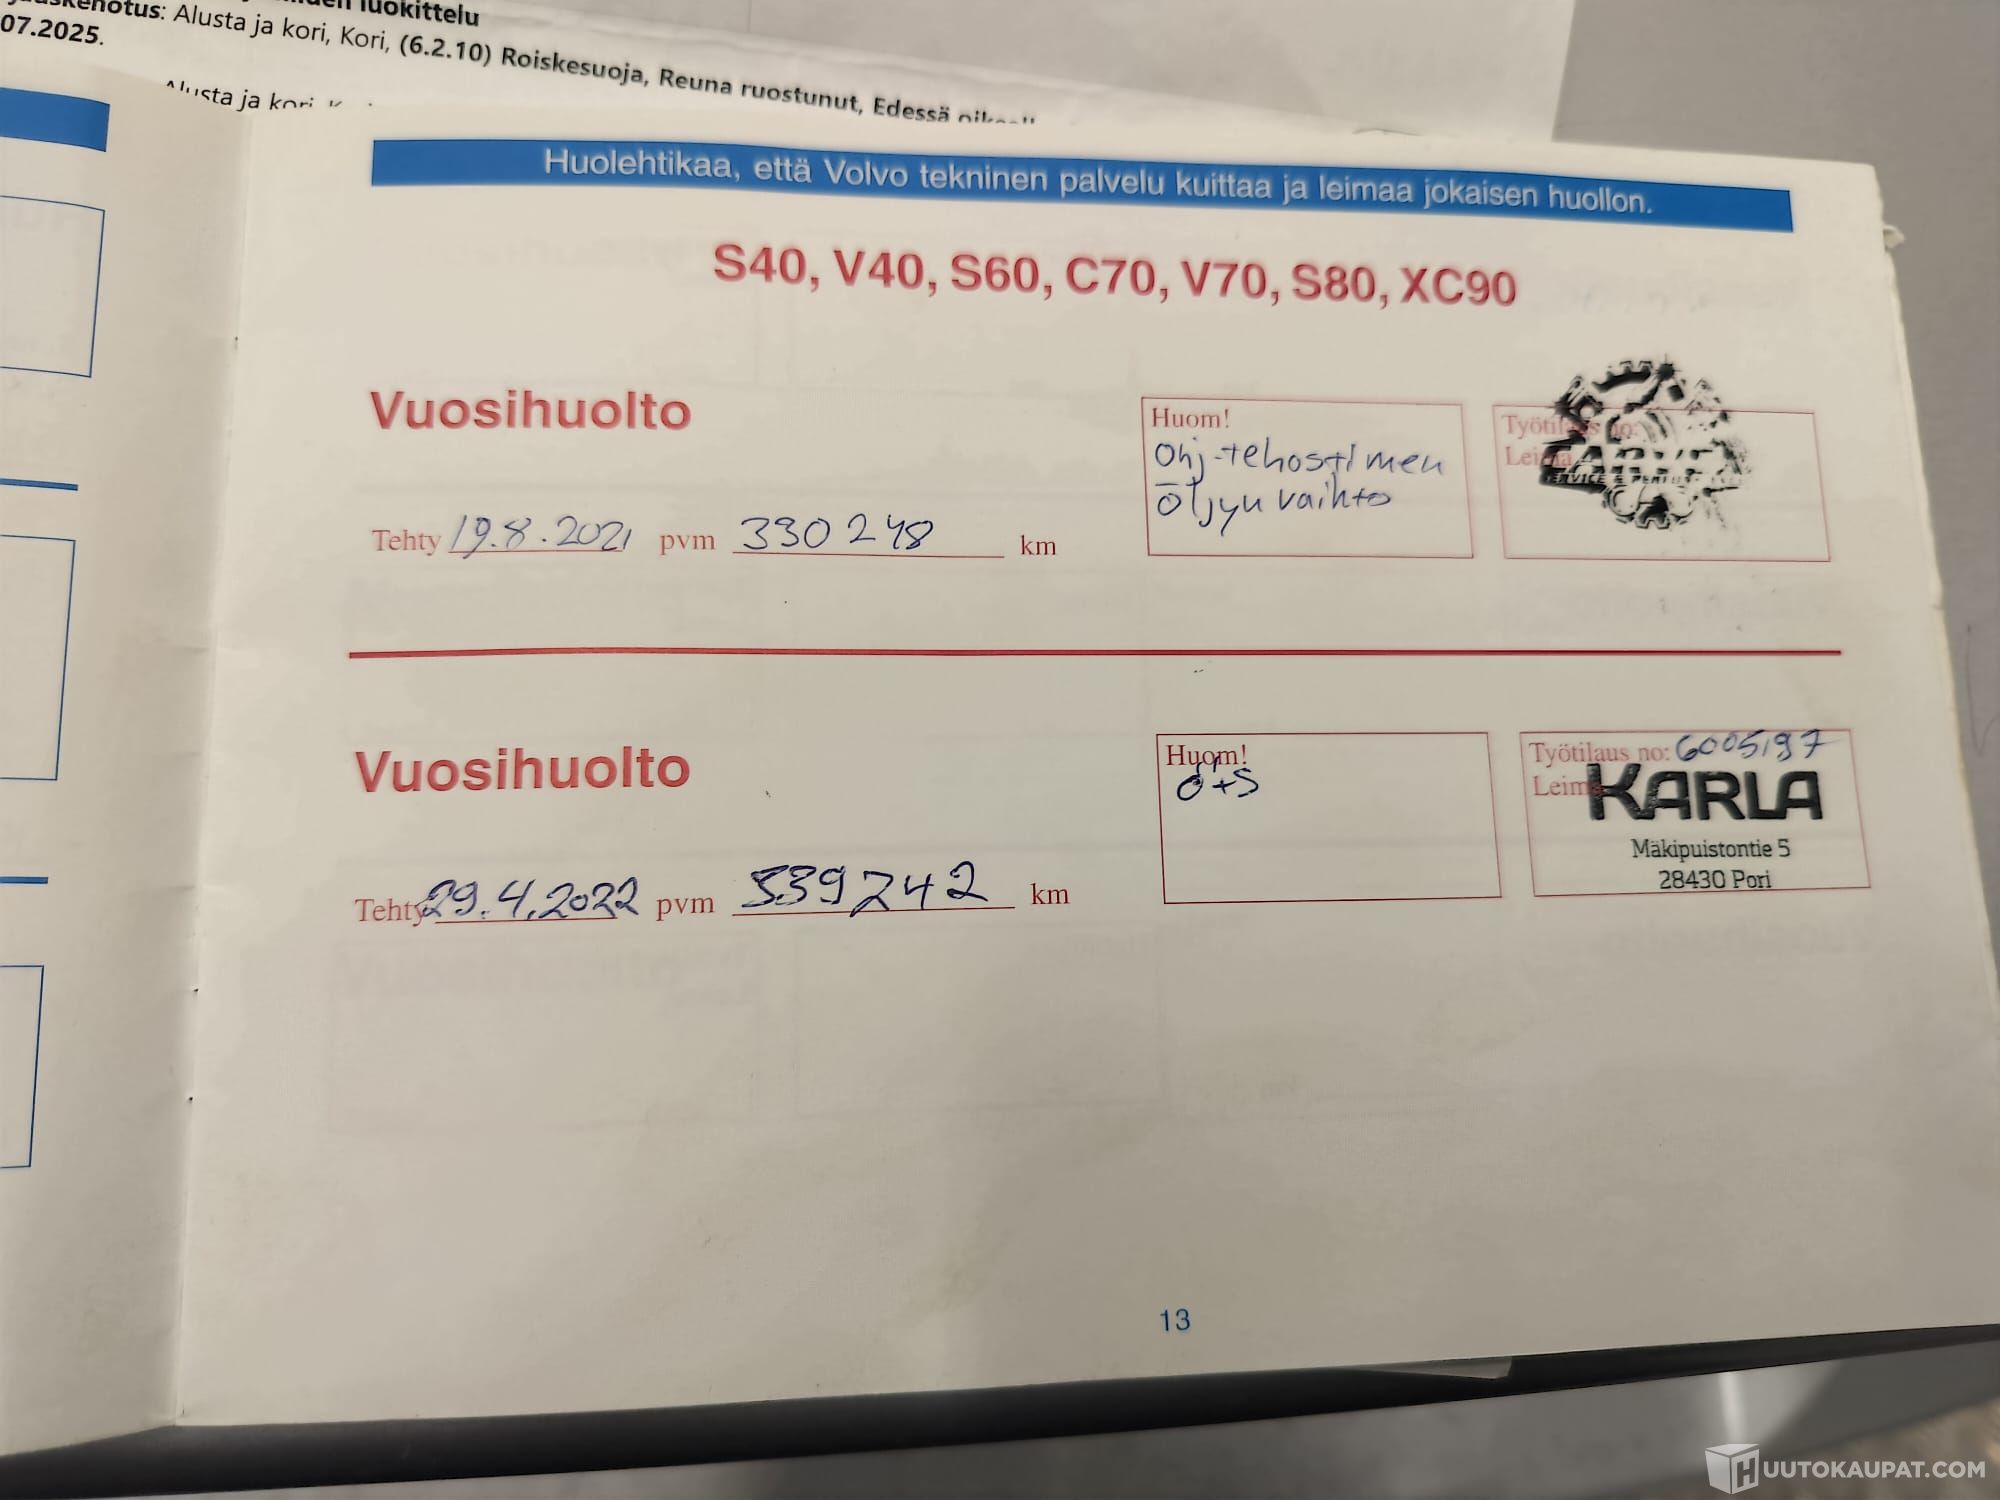 luokittelu
Alusta ja kori, Kori, (6.2.10) Roiskesuoja, Reuna ruostunut, Edessä
07.2025.
Alusta ja kori,
Huolehtikaa, että Volvo tekninen palvelu kuittaa ja leimaa jokaisen huollon.
S40, V40, S60, C70, V70, S80, XC90
Vuosihuolto
Huom!
Ohj-tehostimen
öljyn vaihto
Työtilaus no:
Leima
SERVICE &
Tehty 19.8.2021 pvm 330248 km
Vuosihuolto
Huom!
Ö+S
Työtilaus no: 6005197
Leima
KARLA
Mäkipuistontie 5
28430 Pori
Tehty 29.4.2022 pvm 339242 km
13
HUUTOKAUPAT.COM